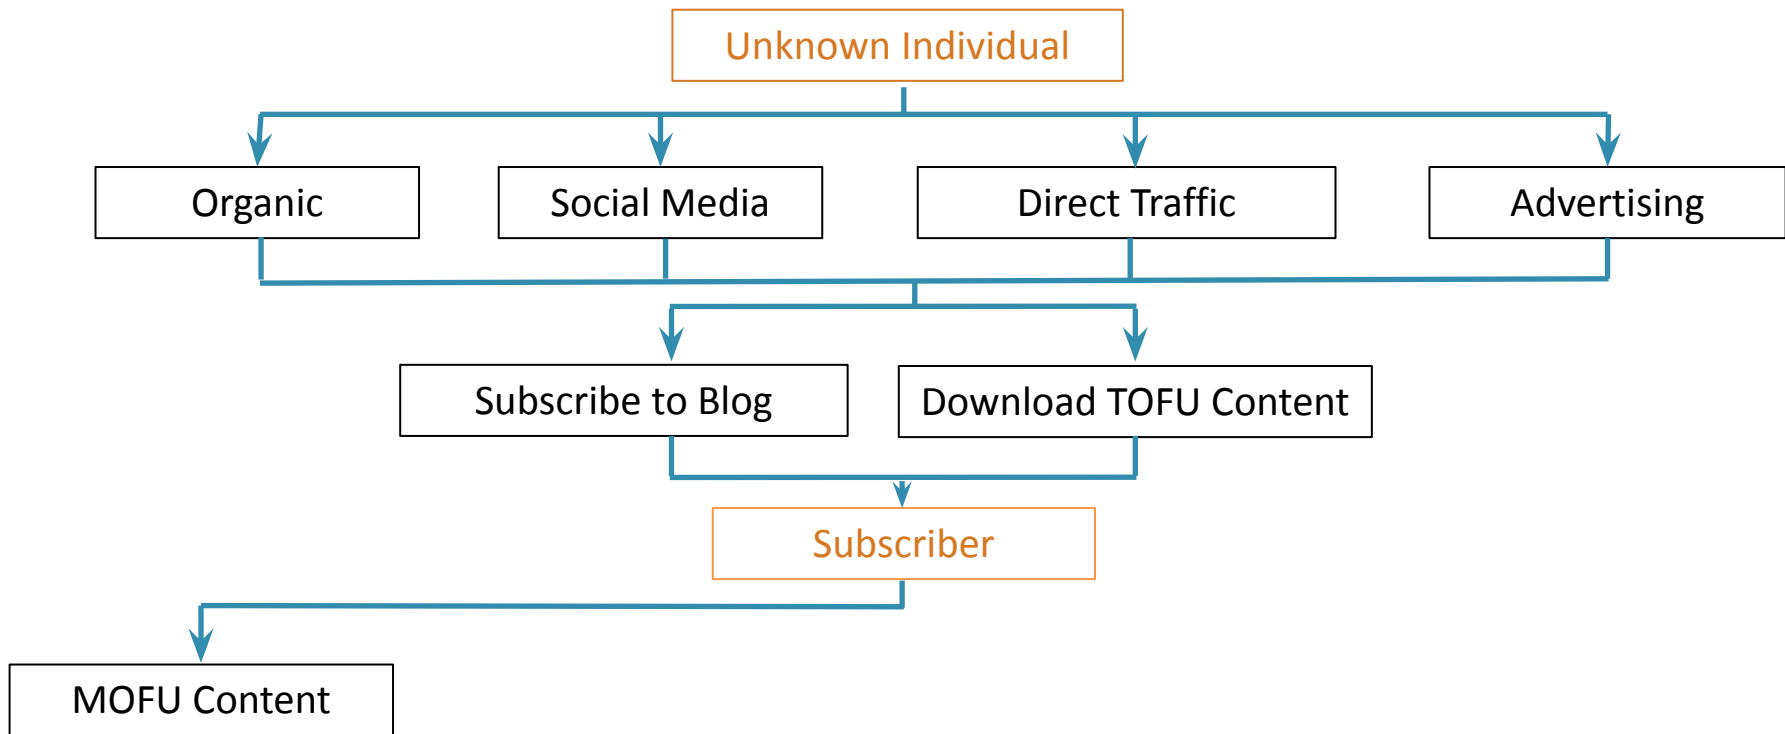 Unknown Individual
Organic
Social Media
Direct Traffic
Advertising
Subscribe to Blog
Download TOFU Content
Subscriber
MOFU Content